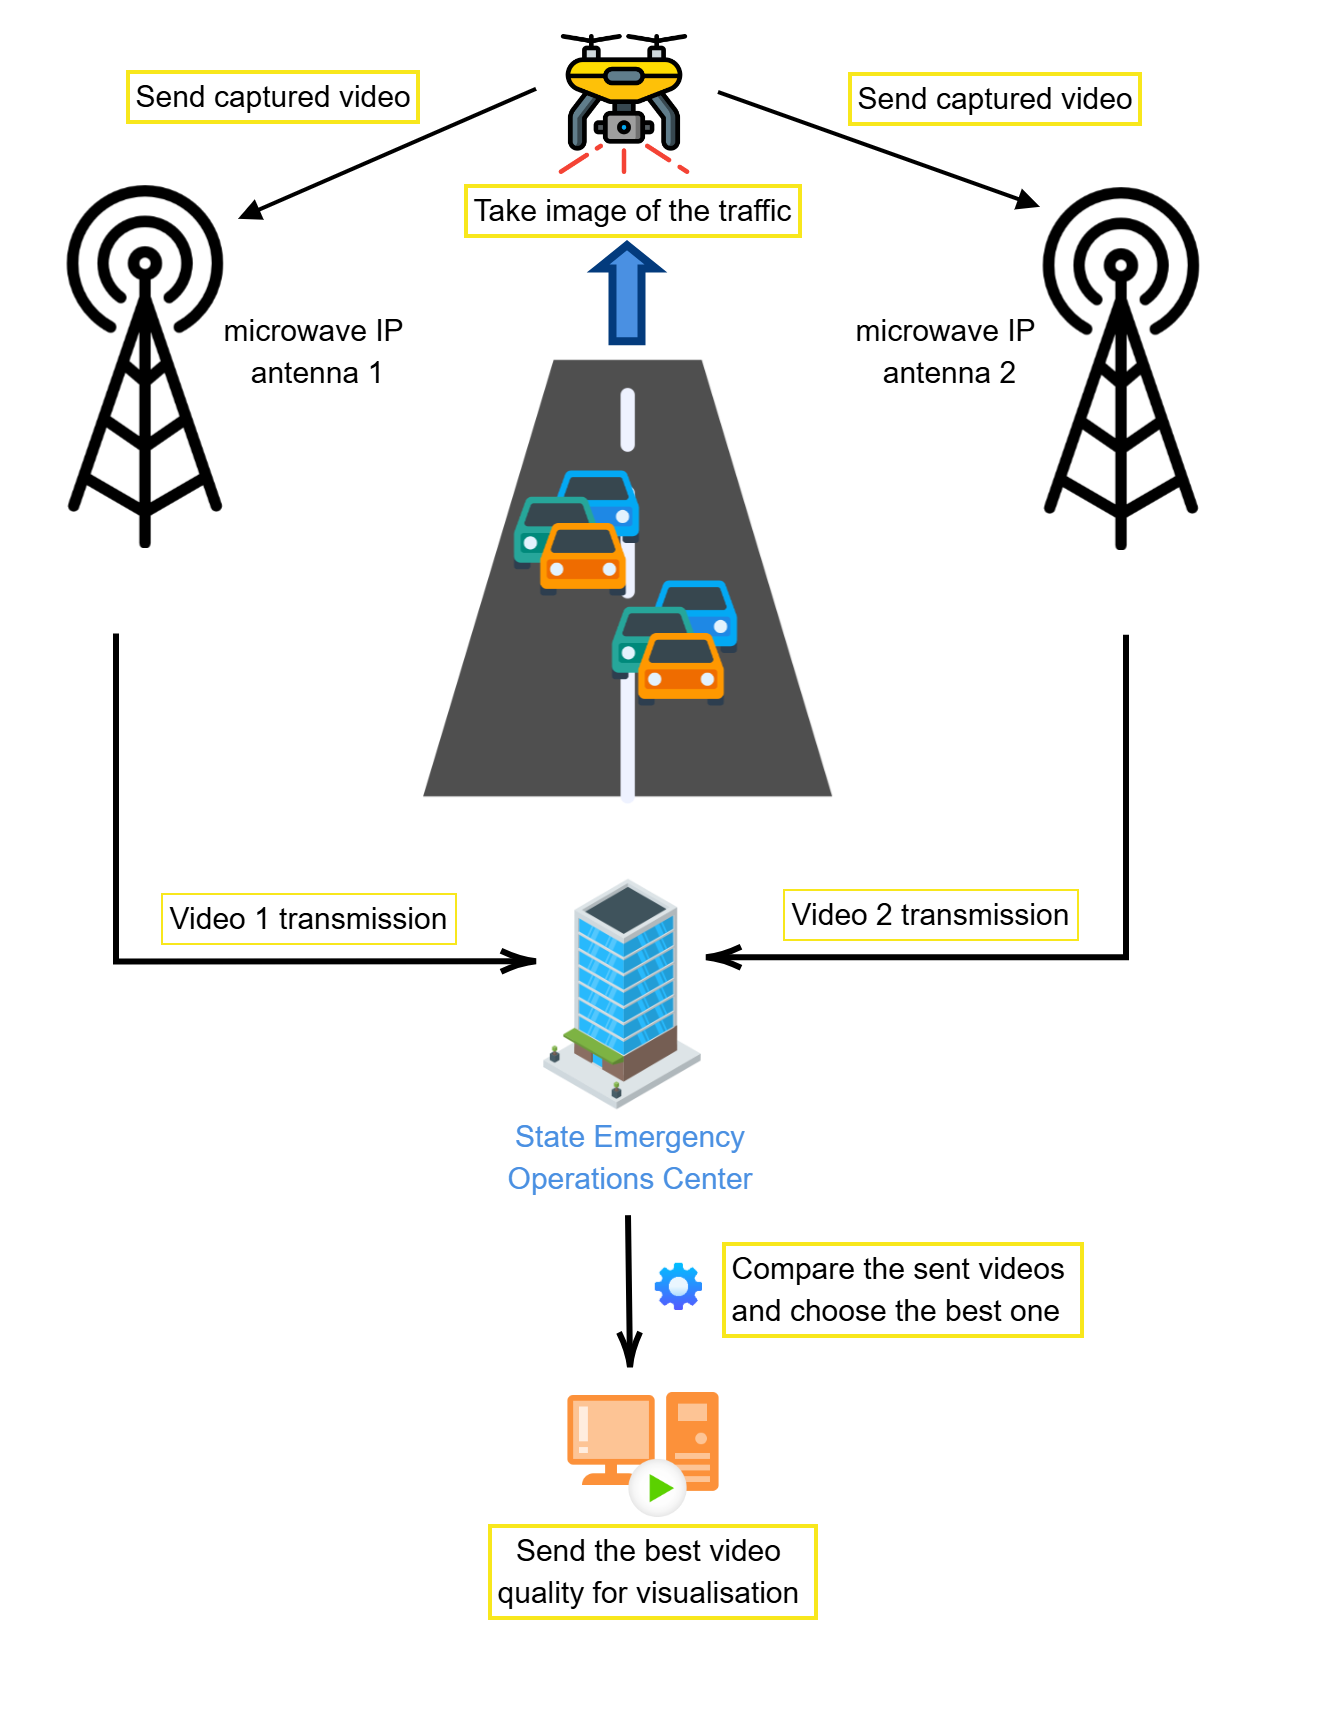 Send captured video
Send captured video
Take image of the traffic
microwave IP
antenna 1
microwave IP
antenna 2
Video 1 transmission
Video 2 transmission
State Emergency
Operations Center
Compare the sent videos
and choose the best one
Send the best video
quality for visualisation